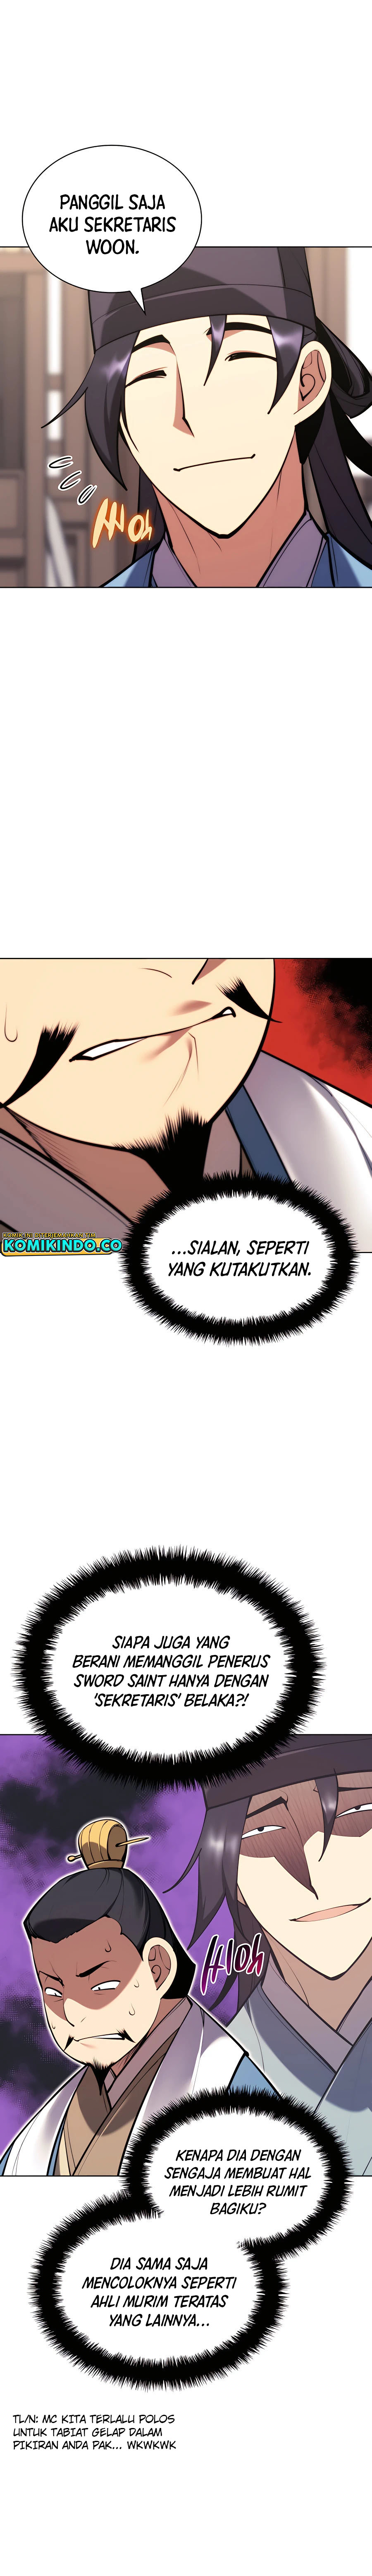 PANGGIL SAJA
AKU SEKRETARIS
WOON.
KOMIKINDO.CO
...SIALAN, SEPERTI
YANG KUTAKUTKAN.
SIAPA JUGA YANG
BERANI MEMANGGIL PENERUS
SWORD SAINT HANYA DENGAN
'SEKRETARIS' BELAKA?!
KENAPA DIA DENGAN
SENGAJA MEMBUAT HAL
MENJADI LEBIH RUMIT
BAGIKU?
DIA SAMA SAJA
MENCOLOKNYA SEPERTI
AHLI MURIM TERATAS
YANG LAINNYA...
TL/N: MC KITA TERLALU POLOS
UNTUK TABIAT GELAP DALAM
PIKIRAN ANDA PAK... WKWKWK